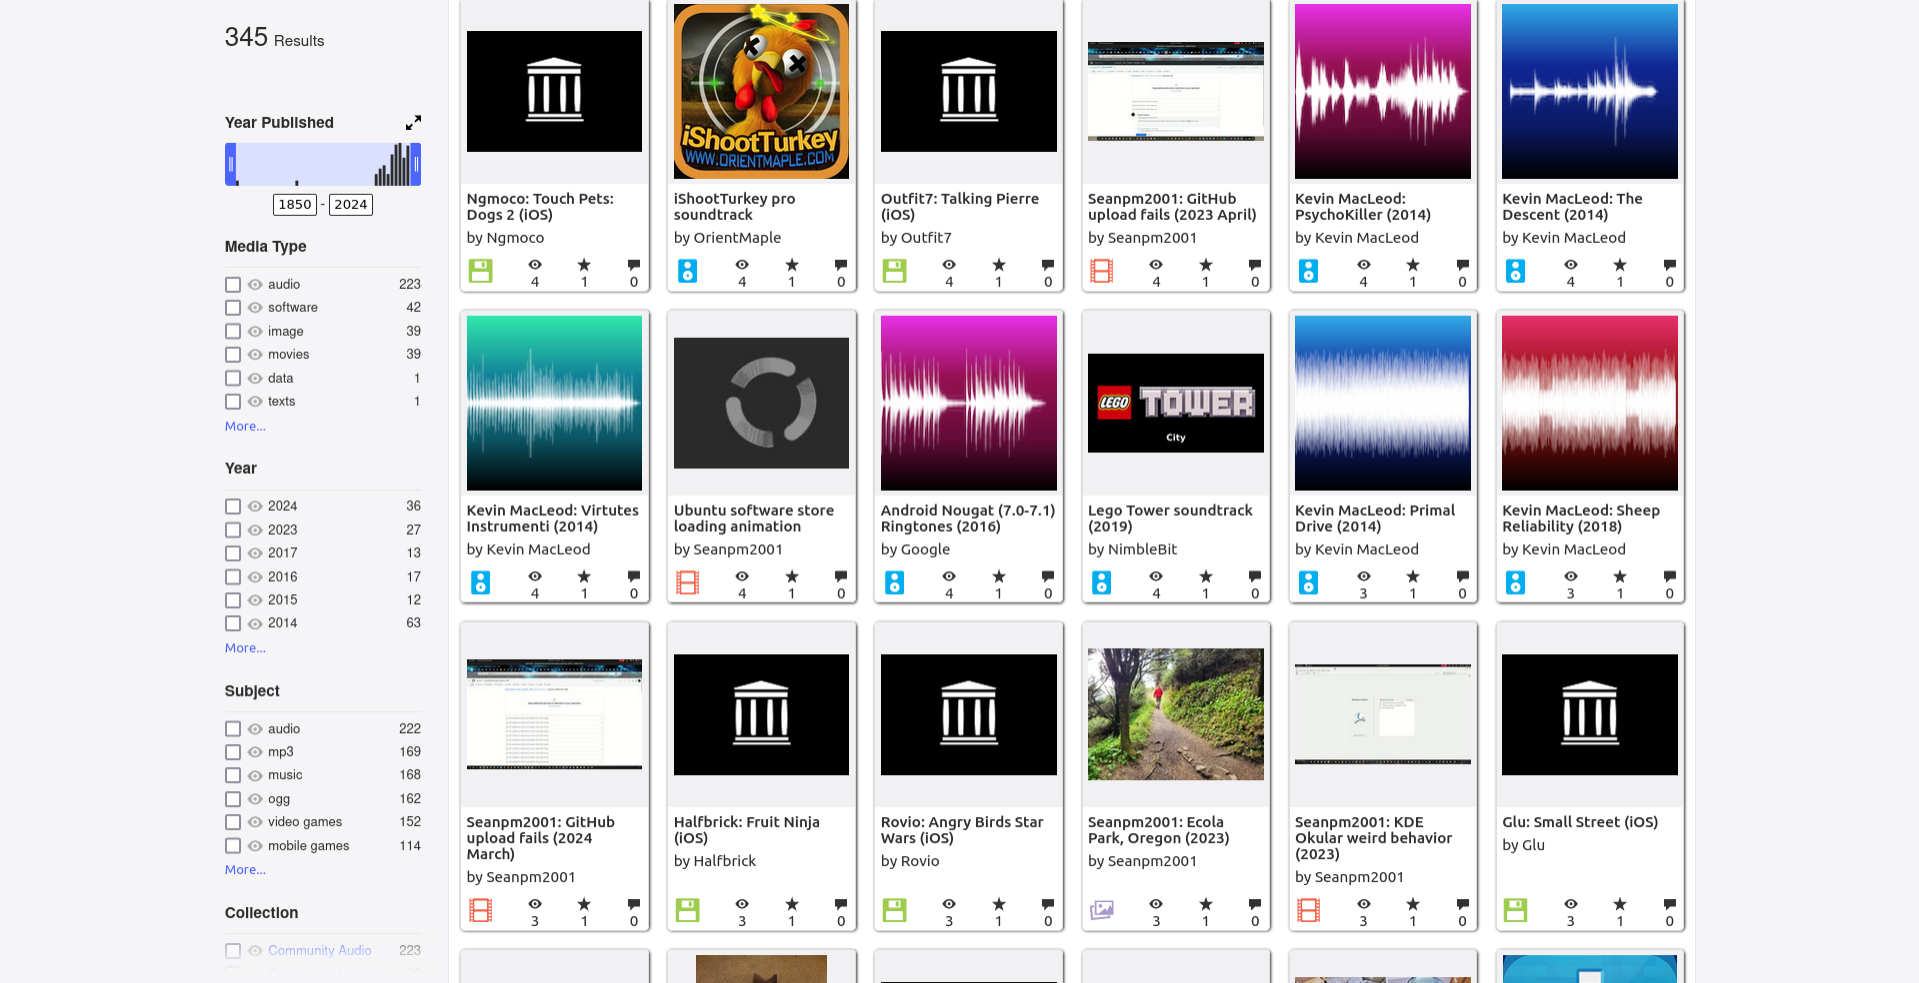 345 Results
Year Published
1850 - 2024
Media Type
audio 223
software 42
image 39
movies 39
data 1
texts 1
More...
Year
2024 36
2023 27
2017 13
2016 17
2015 12
2014 63
More...
Subject
audio 222
mp3 169
music 168
ogg 162
video games 152
mobile games 114
More...
Collection
Community Audio 223
Ngmoco: Touch Pets:
Dogs 2 (iOS)
by Ngmoco
4 1 0
iShootTurkey
WWW.ORIENTMAPLE.COM
iShootTurkey pro
soundtrack
by OrientMaple
4 1 0
Outfit7: Talking Pierre
(iOS)
by Outfit7
4 1 0
Seanpm2001: GitHub
upload fails (2023 April)
by Seanpm2001
4 1 0
Kevin MacLeod:
PsychoKiller (2014)
by Kevin MacLeod
4 1 0
Kevin MacLeod: The
Descent (2014)
by Kevin MacLeod
4 1 0
Kevin MacLeod: Virtutes
Instrumenti (2014)
by Kevin MacLeod
4 1 0
Ubuntu software store
loading animation
by Seanpm2001
4 1 0
Android Nougat (7.0-7.1)
Ringtones (2016)
by Google
4 1 0
LEGO TOWER
City
Lego Tower soundtrack
(2019)
by NimbleBit
4 1 0
Kevin MacLeod: Primal
Drive (2014)
by Kevin MacLeod
3 1 0
Kevin MacLeod: Sheep
Reliability (2018)
by Kevin MacLeod
3 1 0
Seanpm2001: GitHub
upload fails (2024
March)
by Seanpm2001
3 1 0
Halfbrick: Fruit Ninja
(iOS)
by Halfbrick
3 1 0
Rovio: Angry Birds Star
Wars (iOS)
by Rovio
3 1 0
Seanpm2001: Ecola
Park, Oregon (2023)
by Seanpm2001
3 1 0
Seanpm2001: KDE
Okular weird behavior
(2023)
by Seanpm2001
3 1 0
Glu: Small Street (iOS)
by Glu
3 1 0